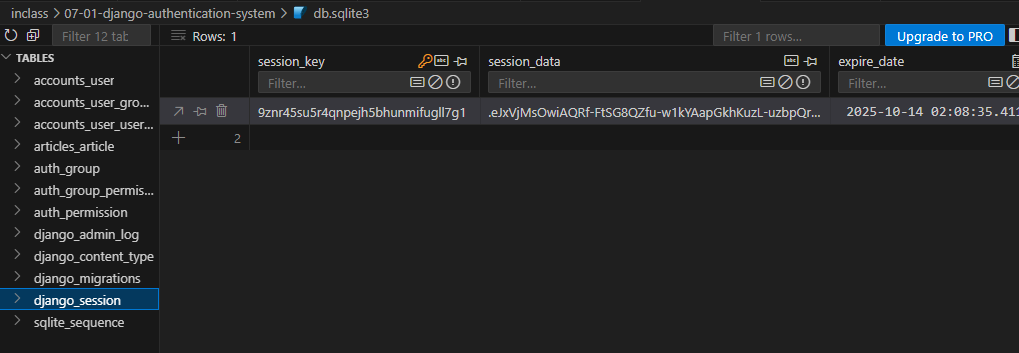 inclass > 07-01-django-authentication-system > db.sqlite3
Filter 12 tab
Rows: 1
Filter 1 rows...
Upgrade to PRO
TABLES
accounts_user
accounts_user_gro...
accounts_user_user...
articles_article
auth_group
auth_group_permis...
auth_permission
django_admin_log
django_content_type
django_migrations
django_session
sqlite_sequence
session_key
session_data
expire_date
Filter...
Filter...
Filter...
9znr45su5r4qnpejh5bhunmifugll7g1
.eJxVjMsOwiAQRf-FtSG8QZfu-w1kYAapGkhKuzL-uzbpQr...
2025-10-14 02:08:35.411
2